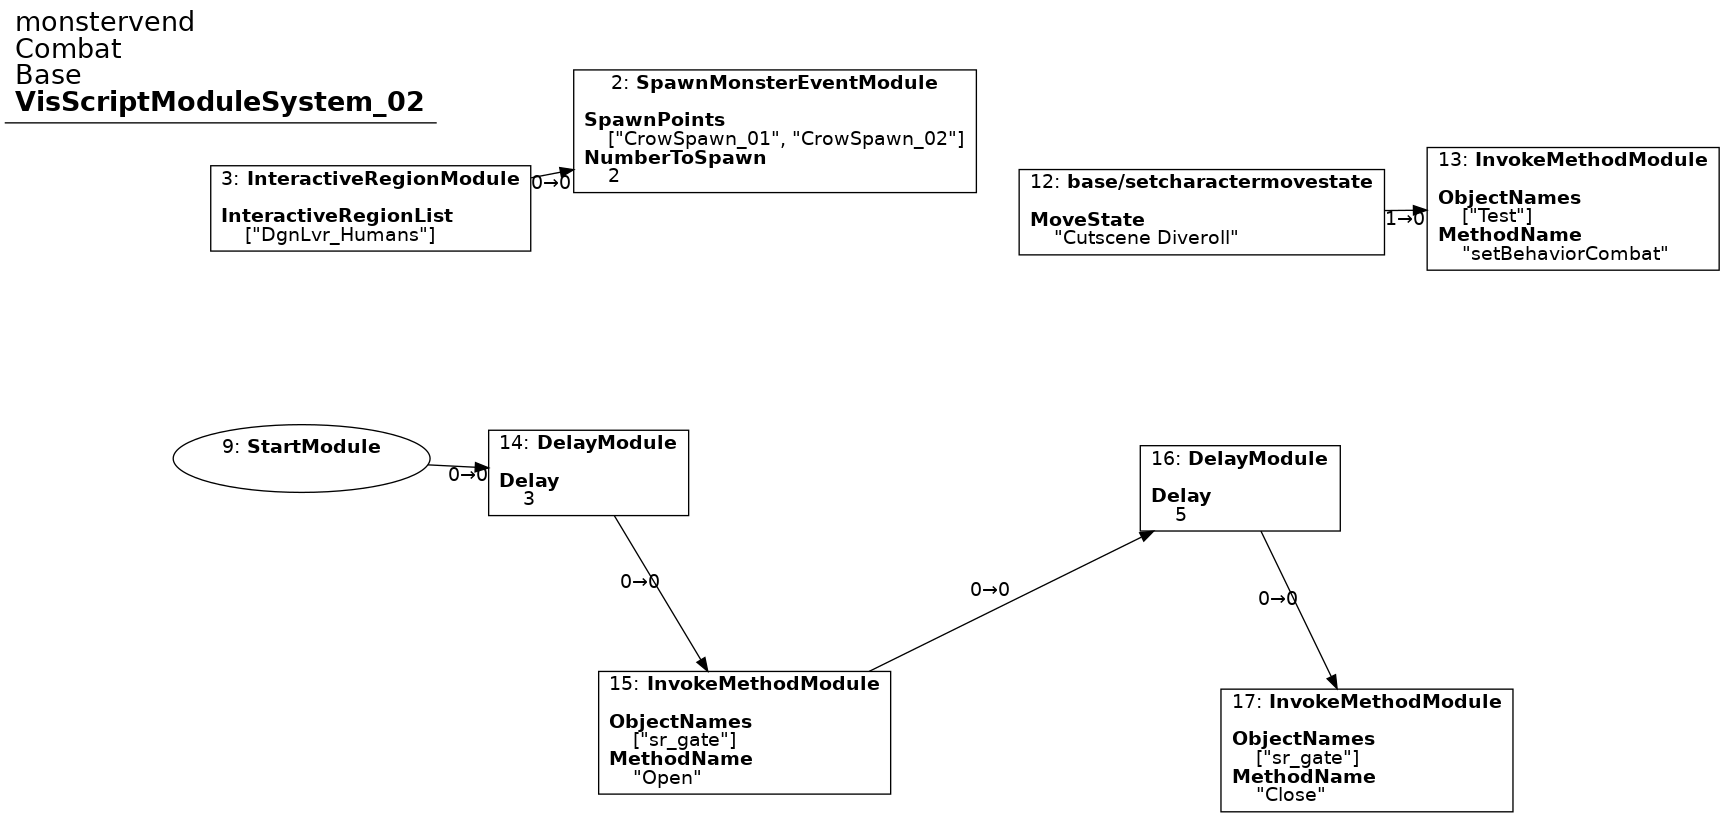 monstervend
Combat
Base
VisScriptModuleSystem_02
2: SpawnMonsterEventModule
SpawnPoints
["CrowSpawn_01", "CrowSpawn_02"]
NumberToSpawn
2
3: InteractiveRegionModule
InteractiveRegionList
["DgnLvr_Humans"]
0→0
12: base/setcharactermovestate
MoveState
"Cutscene Diveroll"
1→0
13: InvokeMethodModule
ObjectNames
["Test"]
MethodName
"setBehaviorCombat"
9: StartModule
0→0
14: DelayModule
Delay
3
0→0
16: DelayModule
Delay
5
0→0
0→0
15: InvokeMethodModule
ObjectNames
["sr_gate"]
MethodName
"Open"
17: InvokeMethodModule
ObjectNames
["sr_gate"]
MethodName
"Close"